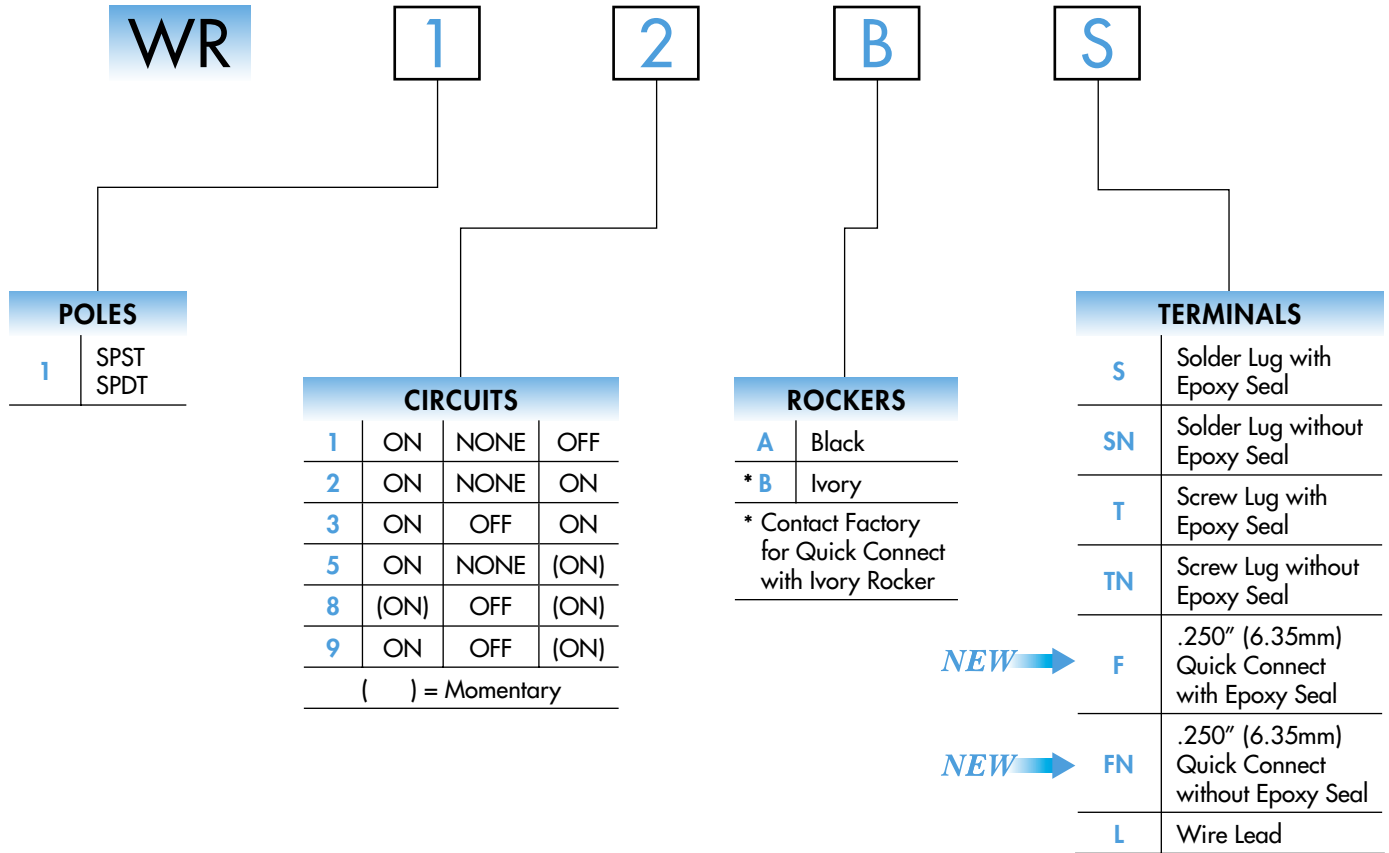 WR 1 2 B S
POLES
1 SPST
SPDT
CIRCUITS
1 ON NONE OFF
2 ON NONE ON
3 ON OFF ON
5 ON NONE (ON)
8 (ON) OFF (ON)
9 ON OFF (ON)
( ) = Momentary
ROCKERS
A Black
* B Ivory
* Contact Factory
for Quick Connect
with Ivory Rocker
TERMINALS
S Solder Lug with
Epoxy Seal
SN Solder Lug without
Epoxy Seal
T Screw Lug with
Epoxy Seal
TN Screw Lug without
Epoxy Seal
.250" (6.35mm)
NEW F Quick Connect
with Epoxy Seal
.250" (6.35mm)
NEW FN Quick Connect
without Epoxy Seal
L Wire Lead